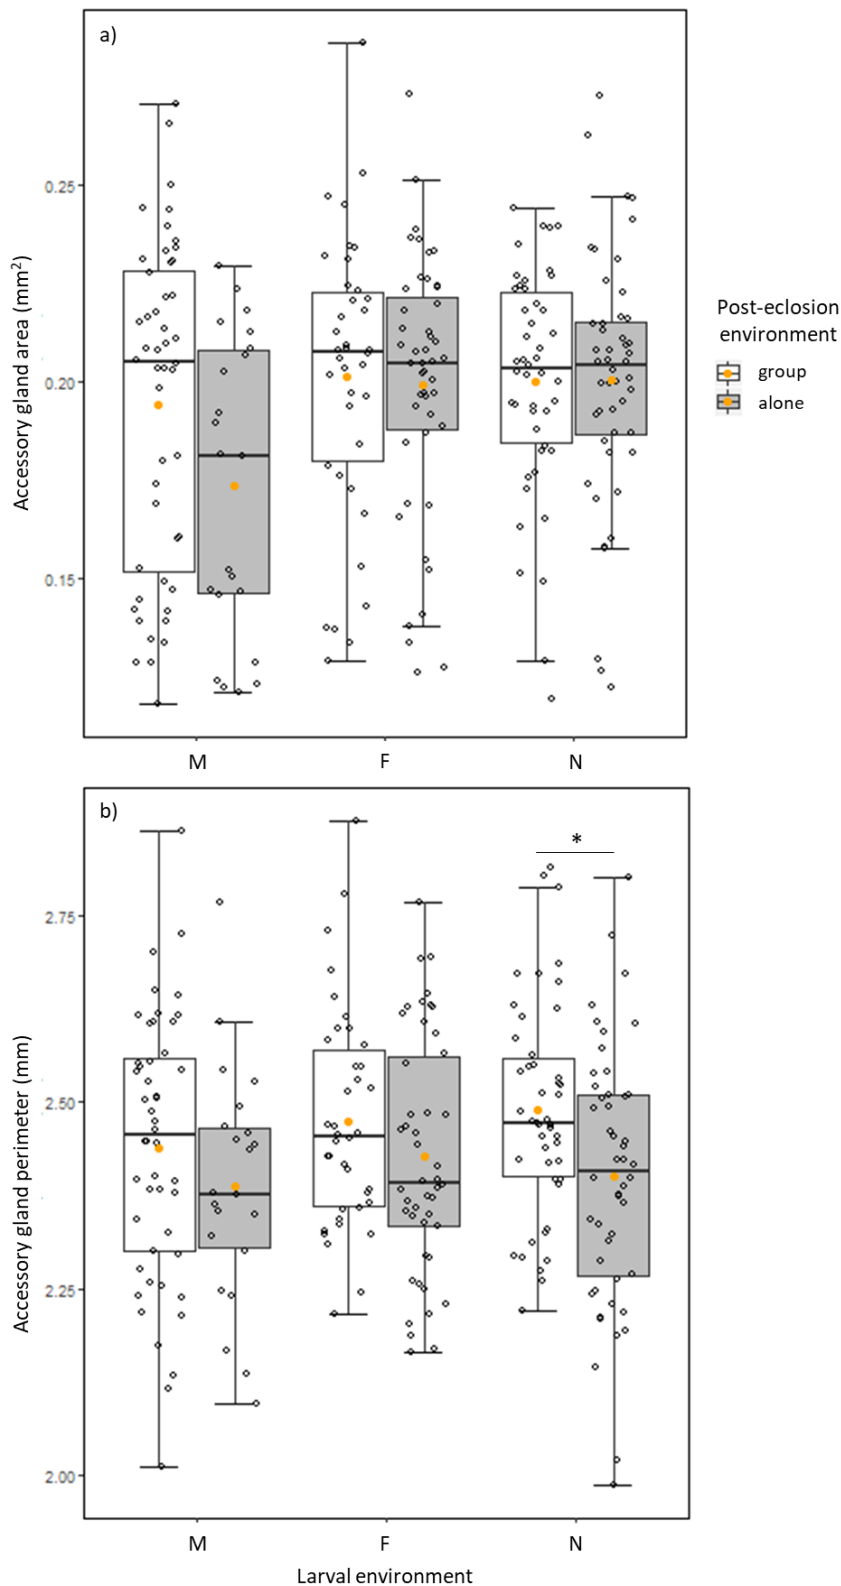 a)
Accessory gland area (mm²)
0.25
0.20
0.15
M F N
Post-eclosion
environment
group
alone
b)
*
Accessory gland perimeter (mm)
2.75
2.50
2.25
2.00
M F N
Larval environment